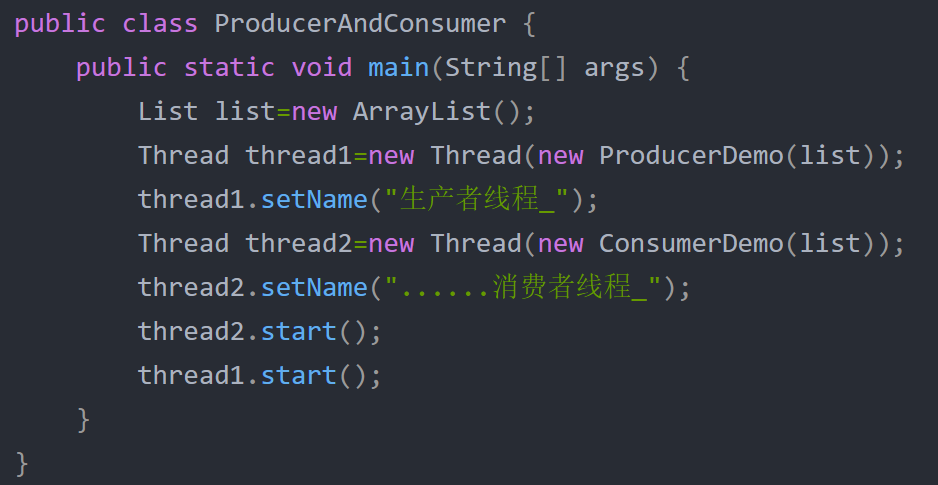 public class ProducerAndConsumer {
    public static void main(String[] args) {
        List list=new ArrayList();
        Thread thread1=new Thread(new ProducerDemo(list));
        thread1.setName("生产者线程_");
        Thread thread2=new Thread(new ConsumerDemo(list));
        thread2.setName("......消费者线程_");
        thread2.start();
        thread1.start();
    }
}